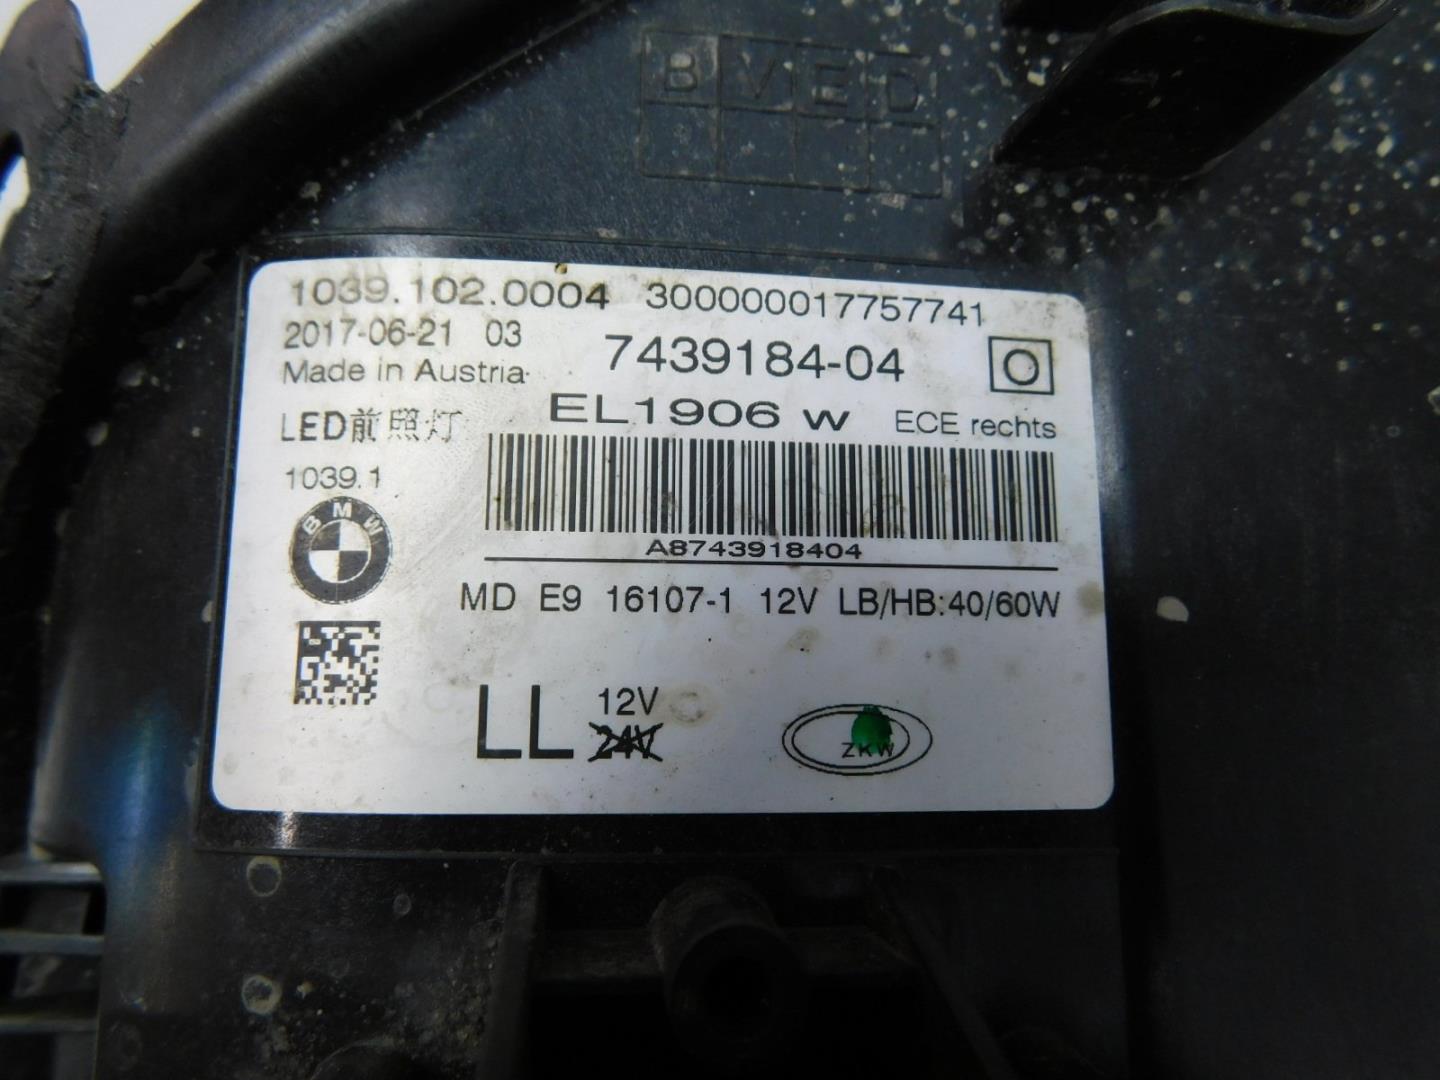 B V E D
1039.102.0004 300000017757741
2017-06-21 03
7439184-04
O
Made in Austria
EL1906 W
ECE rechts
LED前照灯
1039.1
BMW
A8743918404
MD E9 16107-1 12V LB/HB:40/60W
LL
12V
24V
ZKW